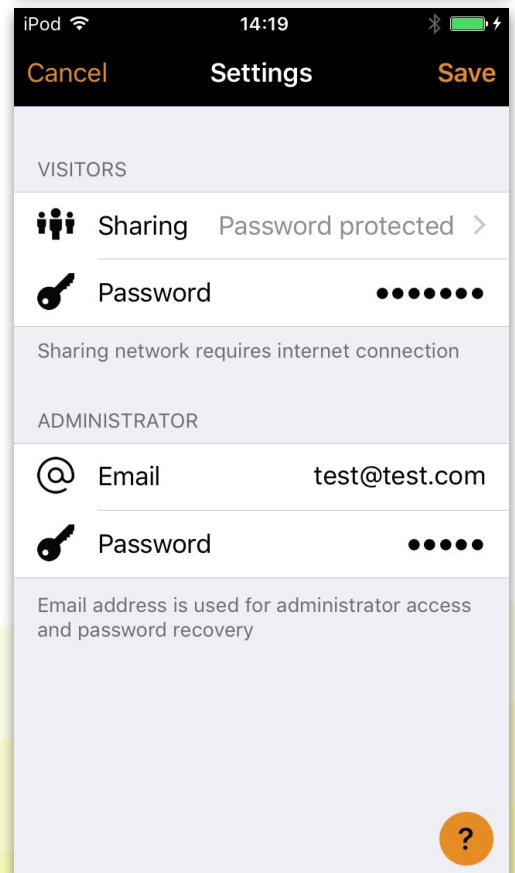 iPod 14:19
Cancel Settings Save
VISITORS
Sharing Password protected >
Password •••••••
Sharing network requires internet connection
ADMINISTRATOR
@ Email test@test.com
Password •••••
Email address is used for administrator access
and password recovery
?